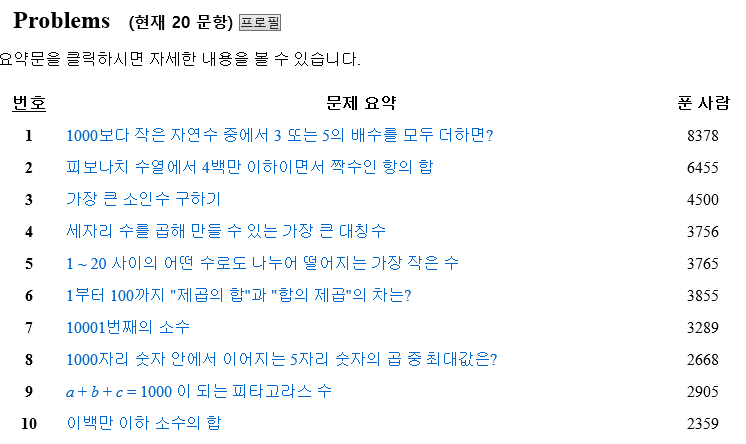 Problems (현재 20 문항) 프로필
요약문을 클릭하시면 자세한 내용을 볼 수 있습니다.
번호 문제 요약 푼 사람
1 1000보다 작은 자연수 중에서 3 또는 5의 배수를 모두 더하면? 8378
2 피보나치 수열에서 4백만 이하이면서 짝수인 항의 합 6455
3 가장 큰 소인수 구하기 4500
4 세자리 수를 곱해 만들 수 있는 가장 큰 대칭수 3756
5 1 ~ 20 사이의 어떤 수로도 나누어 떨어지는 가장 작은 수 3765
6 1부터 100까지 "제곱의 합"과 "합의 제곱"의 차는? 3855
7 10001번째의 소수 3289
8 1000자리 숫자 안에서 이어지는 5자리 숫자의 곱 중 최대값은? 2668
9 a + b + c = 1000 이 되는 피타고라스 수 2905
10 이백만 이하 소수의 합 2359